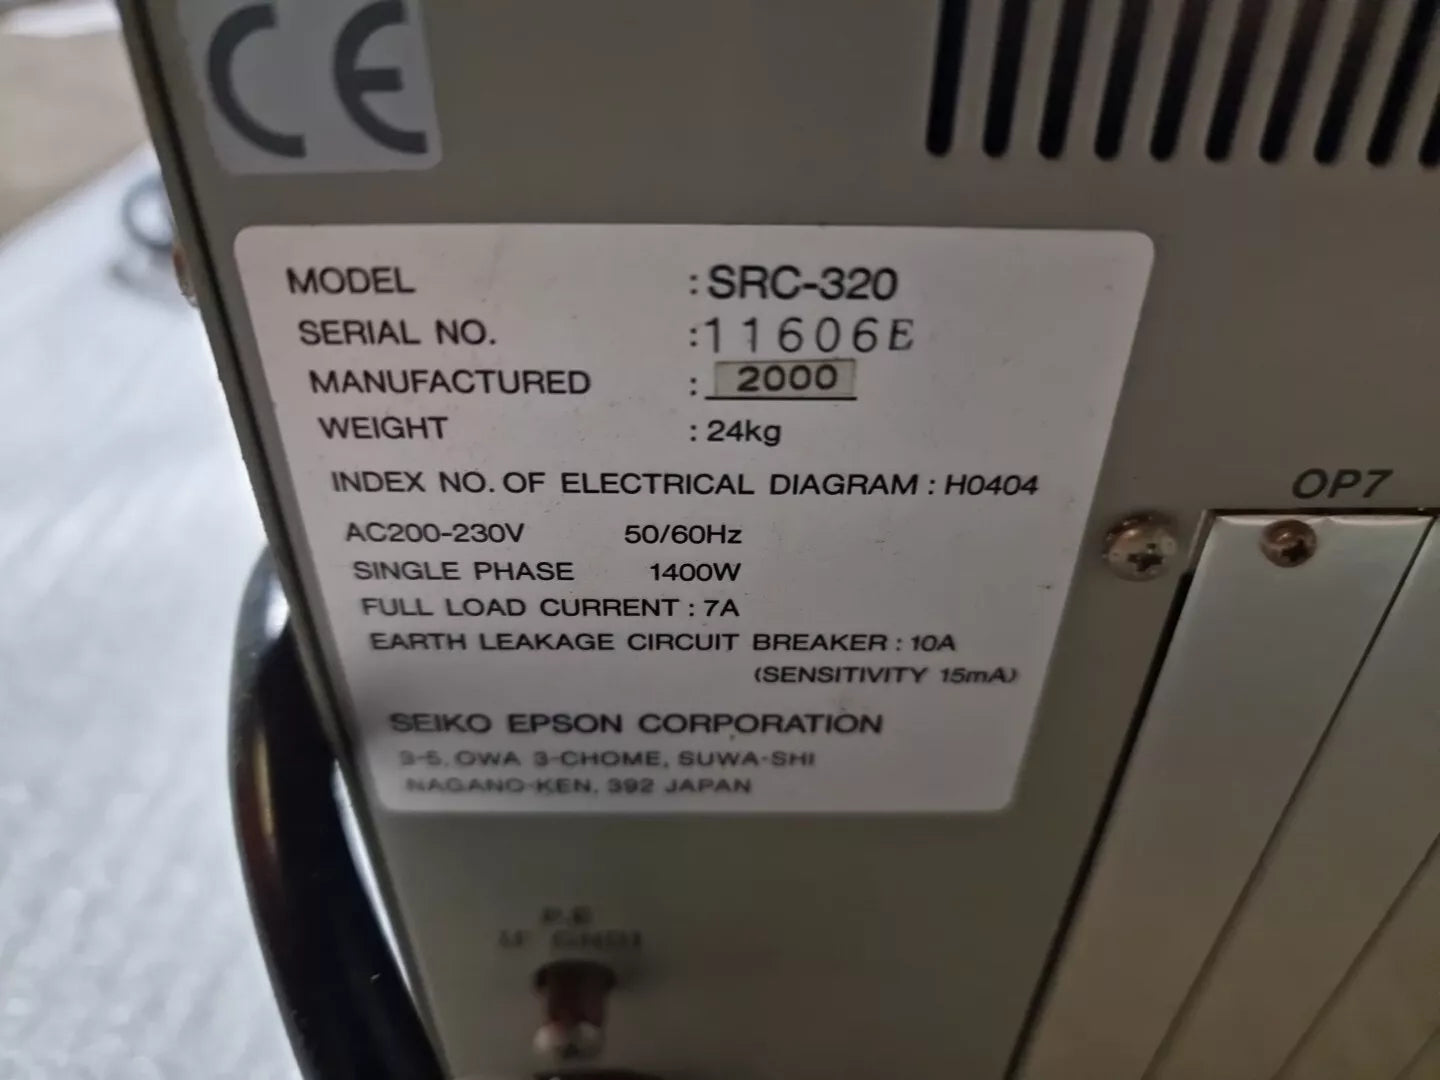 CE
MODEL : SRC-320
SERIAL NO. : 11606E
MANUFACTURED : 2000
WEIGHT : 24kg
INDEX NO. OF ELECTRICAL DIAGRAM : H0404
AC200-230V 50/60Hz
SINGLE PHASE 1400W
FULL LOAD CURRENT : 7A
EARTH LEAKAGE CIRCUIT BREAKER : 10A
(SENSITIVITY 15mA)
SEIKO EPSON CORPORATION
3-5, OWA 3-CHOME, SUWA-SHI
NAGANO-KEN, 392 JAPAN
OP7